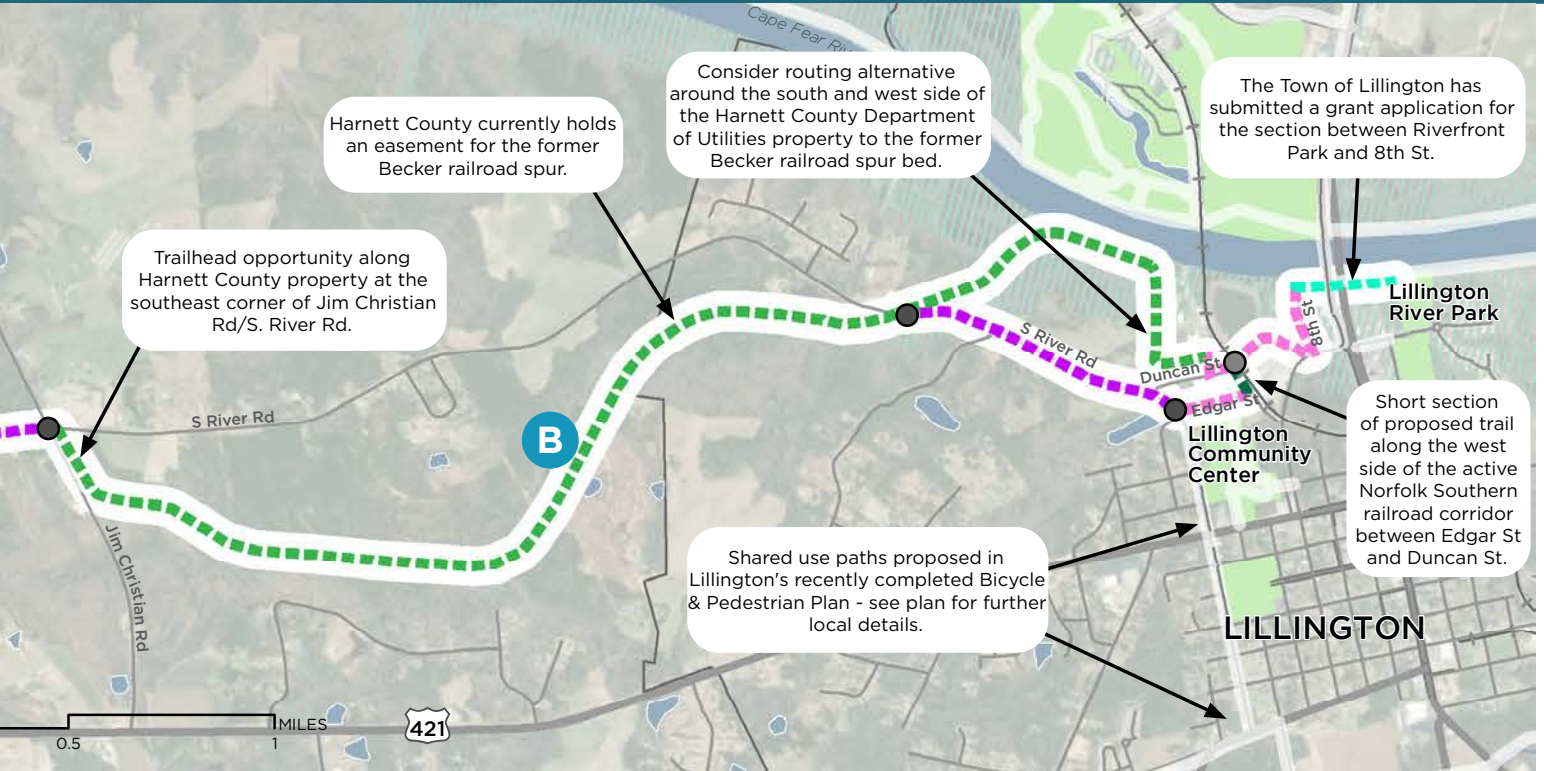 Cape Fear Riv
Consider routing alternative
around the south and west side of
the Harnett County Department
of Utilities property to the former
Becker railroad spur bed.
The Town of Lillington has
submitted a grant application for
the section between Riverfront
Park and 8th St.
Harnett County currently holds
an easement for the former
Becker railroad spur.
Trailhead opportunity along
Harnett County property at the
southeast corner of Jim Christian
Rd/S. River Rd.
Lillington
River Park
8th St
S River Rd
Duncan St
Edgar St
S River Rd
B
Lillington
Community
Center
Short section
of proposed trail
along the west
side of the active
Norfolk Southern
railroad corridor
between Edgar St
and Duncan St.
Jim Christian Rd
Shared use paths proposed in
Lillington's recently completed Bicycle
& Pedestrian Plan - see plan for further
local details.
LILLINGTON
MILES
0.5
1
421